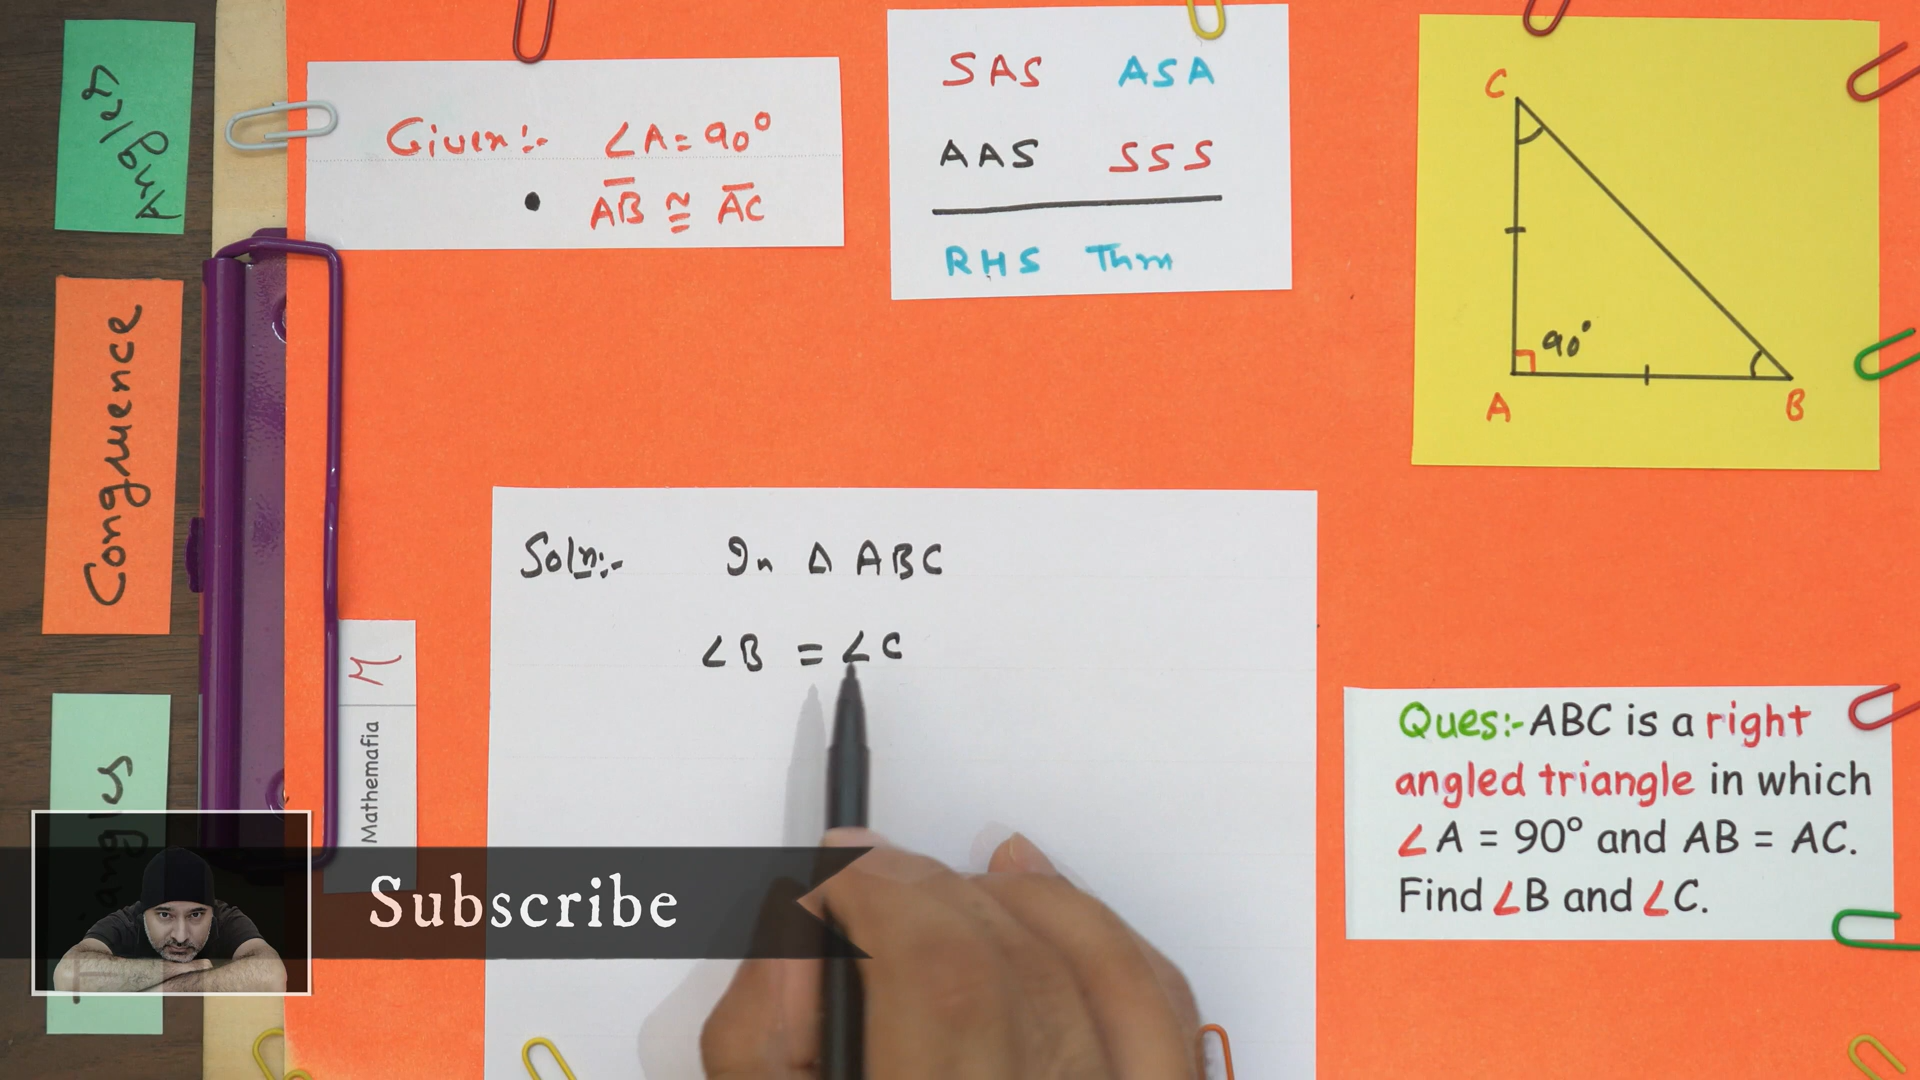 Angles
Congruence
Given:- ∠A=90°
• AB ≅ AC
SAS ASA
AAS SSS
RHS Thm
C
90°
A
B
Soln:- In Δ ABC
∠B = ∠C
M
Mathemafia
Subscribe
Ques:- ABC is a right
angled triangle in which
∠A = 90° and AB = AC.
Find ∠B and ∠C.